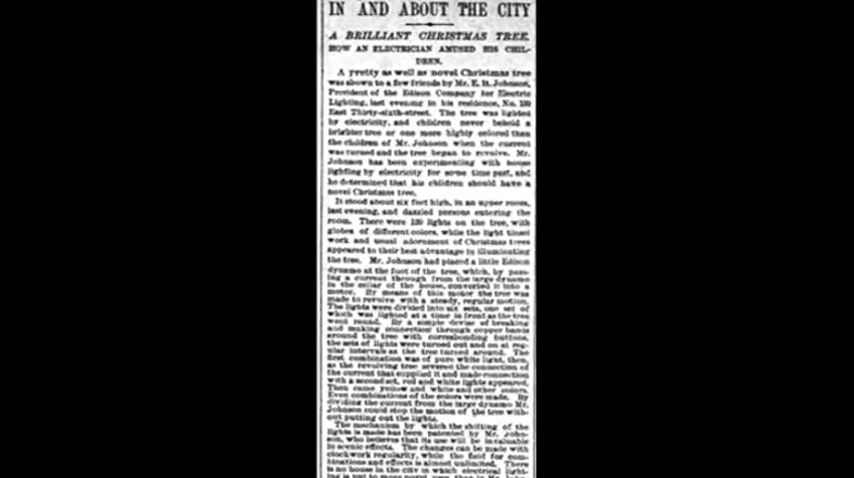 IN AND ABOUT THE CITY
A BRILLIANT CHRISTMAS TREE.
HOW AN ELECTRICIAN AMUSED HIS CHIL-
DREN.
A pretty as well as novel Christmas tree
was shown to a few friends by Mr. E. H. Johnson,
President of the Edison Company for Electric
Lighting, last evening in his residence, No. 139
East Thirty-sixth-street. The tree was lighted
by electricity, and children never beheld a
brighter tree or one more highly colored than
the children of Mr. Johnson when the current
was turned and the tree began to revolve. Mr.
Johnson has been experimenting with house
lighting by electricity for some time past, and
he determined that his children should have a
novel Christmas tree.
It stood about six feet high, in an upper room,
last evening, and dazzled persons entering the
room. There were 120 lights on the tree, with
globes of different colors, while the light tinsel
work and usual adornment of Christmas trees
appeared to their best advantage in illuminating
the tree. Mr. Johnson had placed a little Edison
dynamo at the foot of the tree, which, by pass-
ing a current through from the large dynamo
in the cellar of the house, converted it into a
motor. By means of this motor the tree was
made to revolve with a steady, regular motion.
The lights were divided into six sets, one set of
which was lighted at a time in front as the tree
went round. By a simple devise of breaking
and making connection through copper bands
around the tree with corresponding buttons,
the sets of lights were turned out and on at reg-
ular intervals as the tree turned around. The
first combination was of pure white light, then,
as the revolving tree severed the connection of
the current that supplied it and made connection
with a second set, red and white lights appeared.
Then came yellow and white and other colors.
Even combinations of the colors were made. By
dividing the current from the large dynamo Mr.
Johnson could stop the motion of the tree with-
out putting out the lights.
The mechanism by which the shifting of the
lights is made has been patented by Mr. John-
son, who believes that its use will be invaluable
in scenic effects. The changes can be made with
clockwork regularity, while the field for com-
binations and effects is almost unlimited. There
is no house in the city in which electrical light-